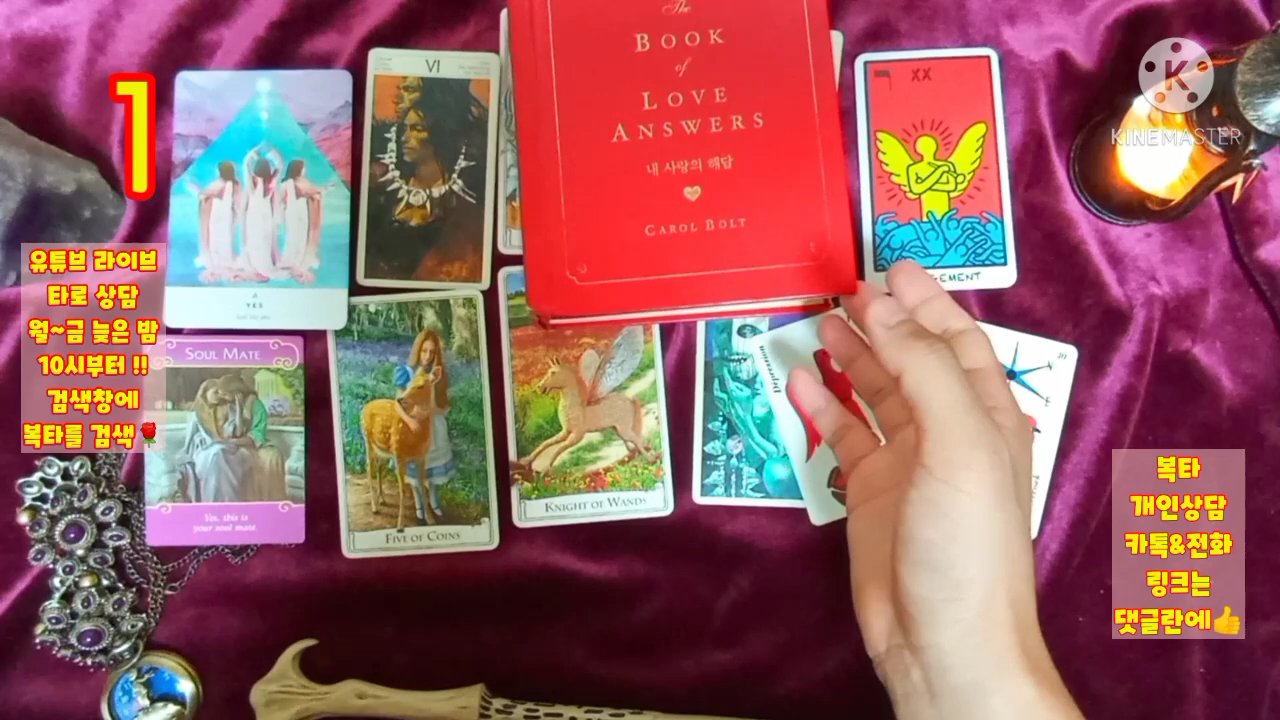 1
유튜브 라이브
타로 상담
월~금 늦은 밤
10시부터 !!
검색창에
복타를 검색🌹
YES
SOUL MATE
Yes, this is
your soul mate.
VI
FIVE OF COINS
KNIGHT OF WANDS
The
BOOK
of
LOVE
ANSWERS
내 사랑의 해답
CAROL BOLT
XX
GEMENT
KINEMASTER
복타
개인상담
카톡&전화
링크는
댓글란에👍